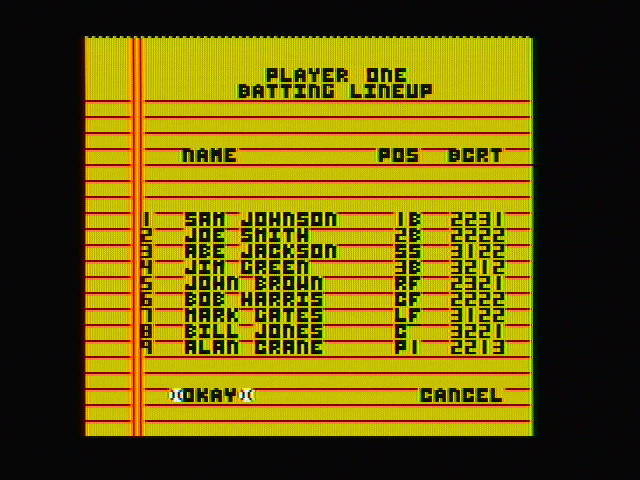 PLAYER ONE
BATTING LINEUP
NAME POS BCRT
1 SAM JOHNSON 1B 2231
2 JOE SMITH 2B 2222
3 ABE JACKSON SS 3122
4 JIM GREEN 3B 3212
5 JOHN BROWN RF 2321
6 BOB HARRIS CF 2222
7 MARK GATES LF 3122
8 BILL JONES C 3221
9 ALAN CRANE P1 2213
OKAY CANCEL